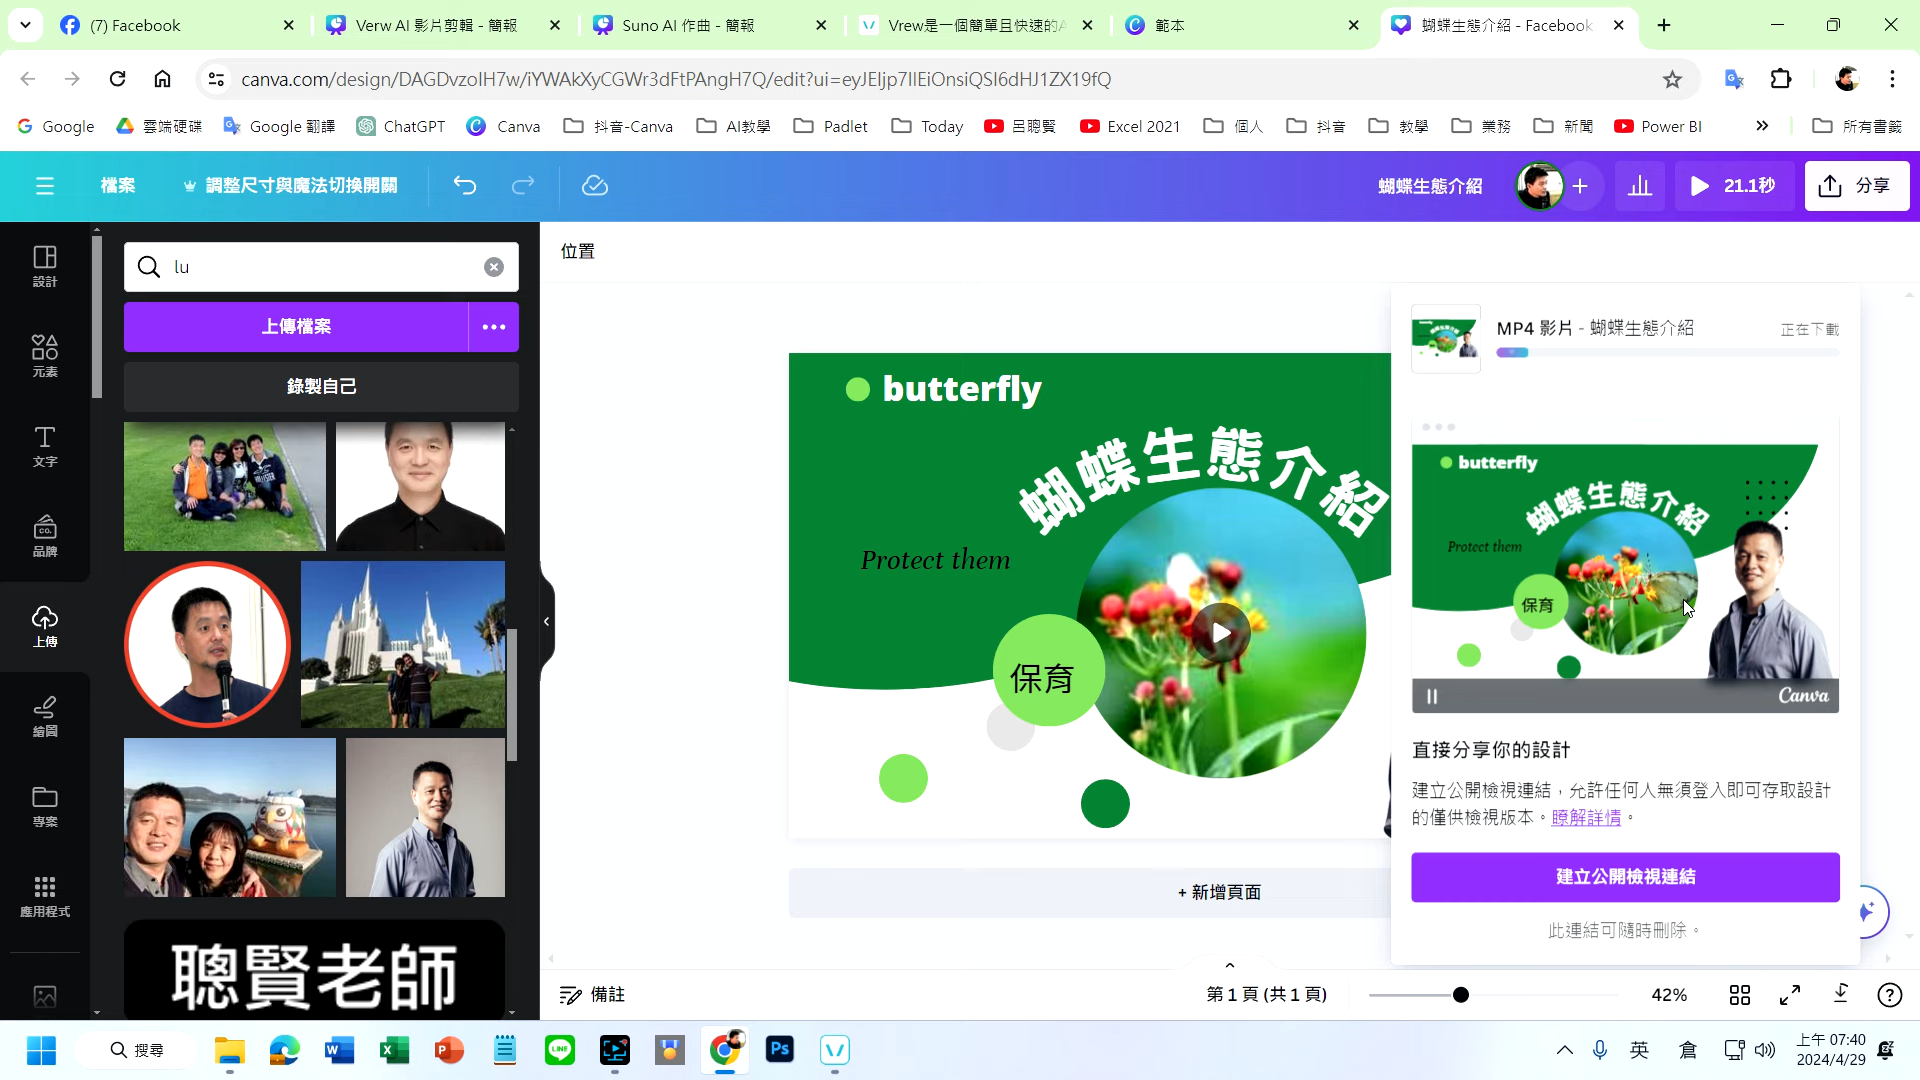 (7) Facebook
Verw AI 影片剪輯 - 簡報
Suno AI 作曲 - 簡報
Vrew是一個簡單且快速的A
範本
蝴蝶生態介紹 - Facebook
canva.com/design/DAGDvzolH7w/iYWAkXyCGWr3dFtPAngH7Q/edit?ui=eyJEIjp7IlEiOnsiQSI6dHJ1ZX19fQ
Google
雲端硬碟
Google 翻譯
ChatGPT
Canva
抖音-Canva
AI教學
Padlet
Today
呂聰賢
Excel 2021
個人
抖音
教學
業務
新聞
Power BI
所有書籤
檔案
調整尺寸與魔法切換開關
蝴蝶生態介紹
21.1秒
分享
設計
元素
文字
品牌
上傳
繪圖
專案
應用程式
lu
上傳檔案
錄製自己
聰賢老師
位置
butterfly
蝴蝶生態介紹
Protect them
保育
+ 新增頁面
MP4 影片 - 蝴蝶生態介紹
正在下載
butterfly
蝴蝶生態介紹
Protect them
保育
Canva
直接分享你的設計
建立公開檢視連結，允許任何人無須登入即可存取設計
的僅供檢視版本。瞭解詳情。
建立公開檢視連結
此連結可隨時刪除。
備註
第 1 頁 (共 1 頁)
42%
搜尋
英
倉
上午 07:40
2024/4/29